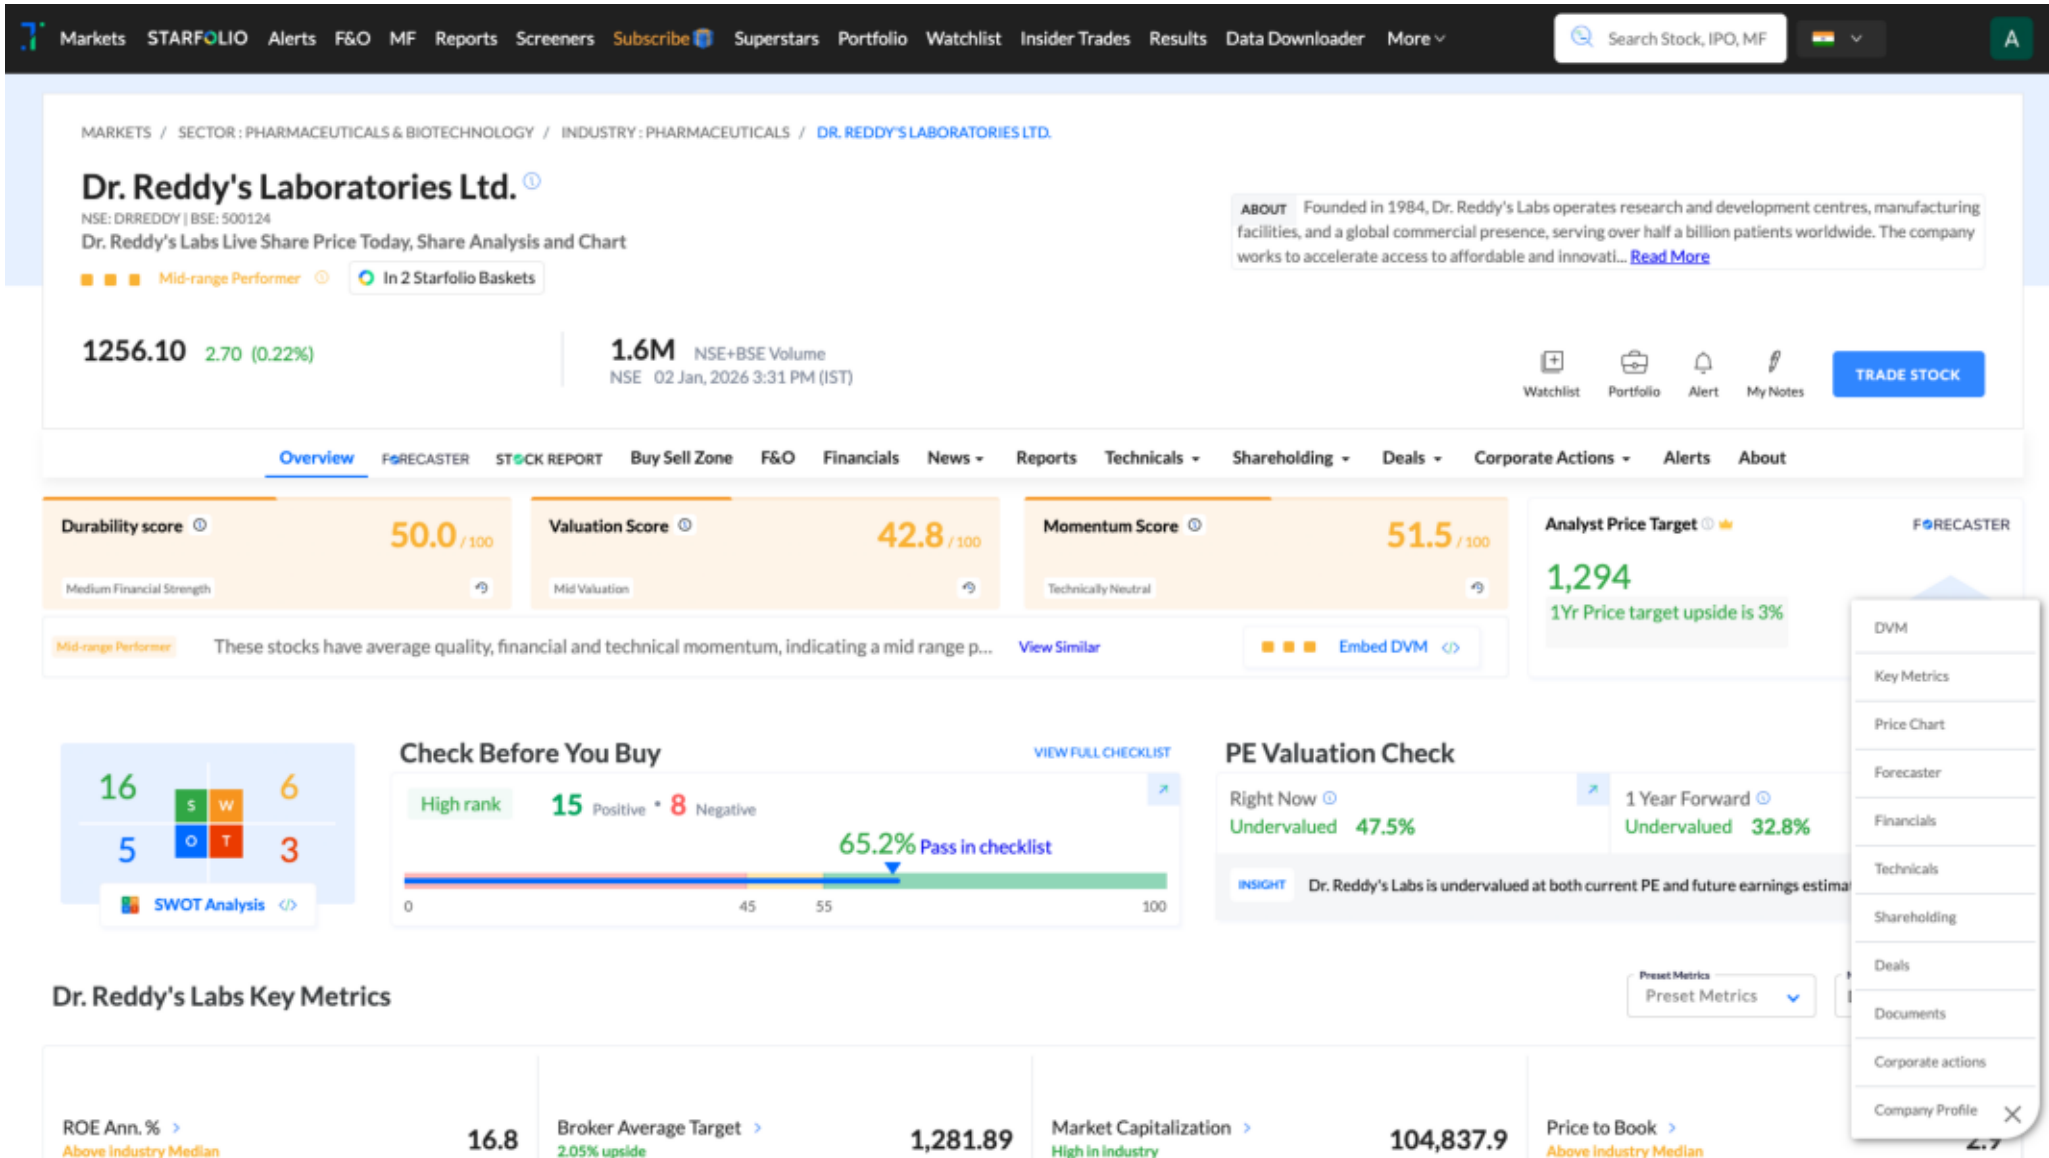 Markets STARFOLIO Alerts F&O MF Reports Screeners Subscribe Superstars Portfolio Watchlist Insider Trades Results Data Downloader More Search Stock, IPO, MF A
MARKETS / SECTOR : PHARMACEUTICALS & BIOTECHNOLOGY / INDUSTRY : PHARMACEUTICALS / DR. REDDY'S LABORATORIES LTD.
Dr. Reddy's Laboratories Ltd.
NSE: DRREDDY | BSE: 500124
Dr. Reddy's Labs Live Share Price Today, Share Analysis and Chart
Mid-range Performer In 2 Starfolio Baskets
ABOUT Founded in 1984, Dr. Reddy's Labs operates research and development centres, manufacturing
facilities, and a global commercial presence, serving over half a billion patients worldwide. The company
works to accelerate access to affordable and innovati... Read More
1256.10 2.70 (0.22%)
1.6M NSE+BSE Volume
NSE 02 Jan, 2026 3:31 PM (IST)
Watchlist Portfolio Alert My Notes TRADE STOCK
Overview FORECASTER STOCK REPORT Buy Sell Zone F&O Financials News Reports Technicals Shareholding Deals Corporate Actions Alerts About
Durability score 50.0 / 100
Medium Financial Strength
Valuation Score 42.8 / 100
Mid Valuation
Momentum Score 51.5 / 100
Technically Neutral
Analyst Price Target FORECASTER
1,294
1Yr Price target upside is 3%
Mid-range Performer These stocks have average quality, financial and technical momentum, indicating a mid range p... View Similar Embed DVM </>
16 6
S W
O T
5 3
SWOT Analysis </>
Check Before You Buy VIEW FULL CHECKLIST
High rank 15 Positive • 8 Negative
65.2% Pass in checklist
0 45 55 100
PE Valuation Check
Right Now
Undervalued 47.5%
1 Year Forward
Undervalued 32.8%
INSIGHT Dr. Reddy's Labs is undervalued at both current PE and future earnings estima
DVM
Key Metrics
Price Chart
Forecaster
Financials
Technicals
Shareholding
Deals
Documents
Corporate actions
Company Profile
Dr. Reddy's Labs Key Metrics
Preset Metrics
Preset Metrics
ROE Ann. % 16.8
Above industry Median
Broker Average Target 1,281.89
2.05% upside
Market Capitalization 104,837.9
High in industry
Price to Book 2.9
Above industry Median